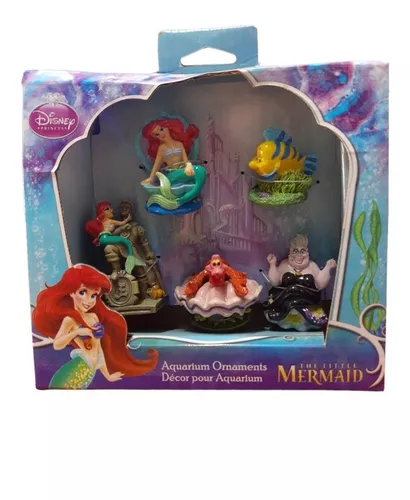 Disney
PRINCESS
Aquarium Ornaments
Décor pour Aquarium
THE LITTLE
MERMAID